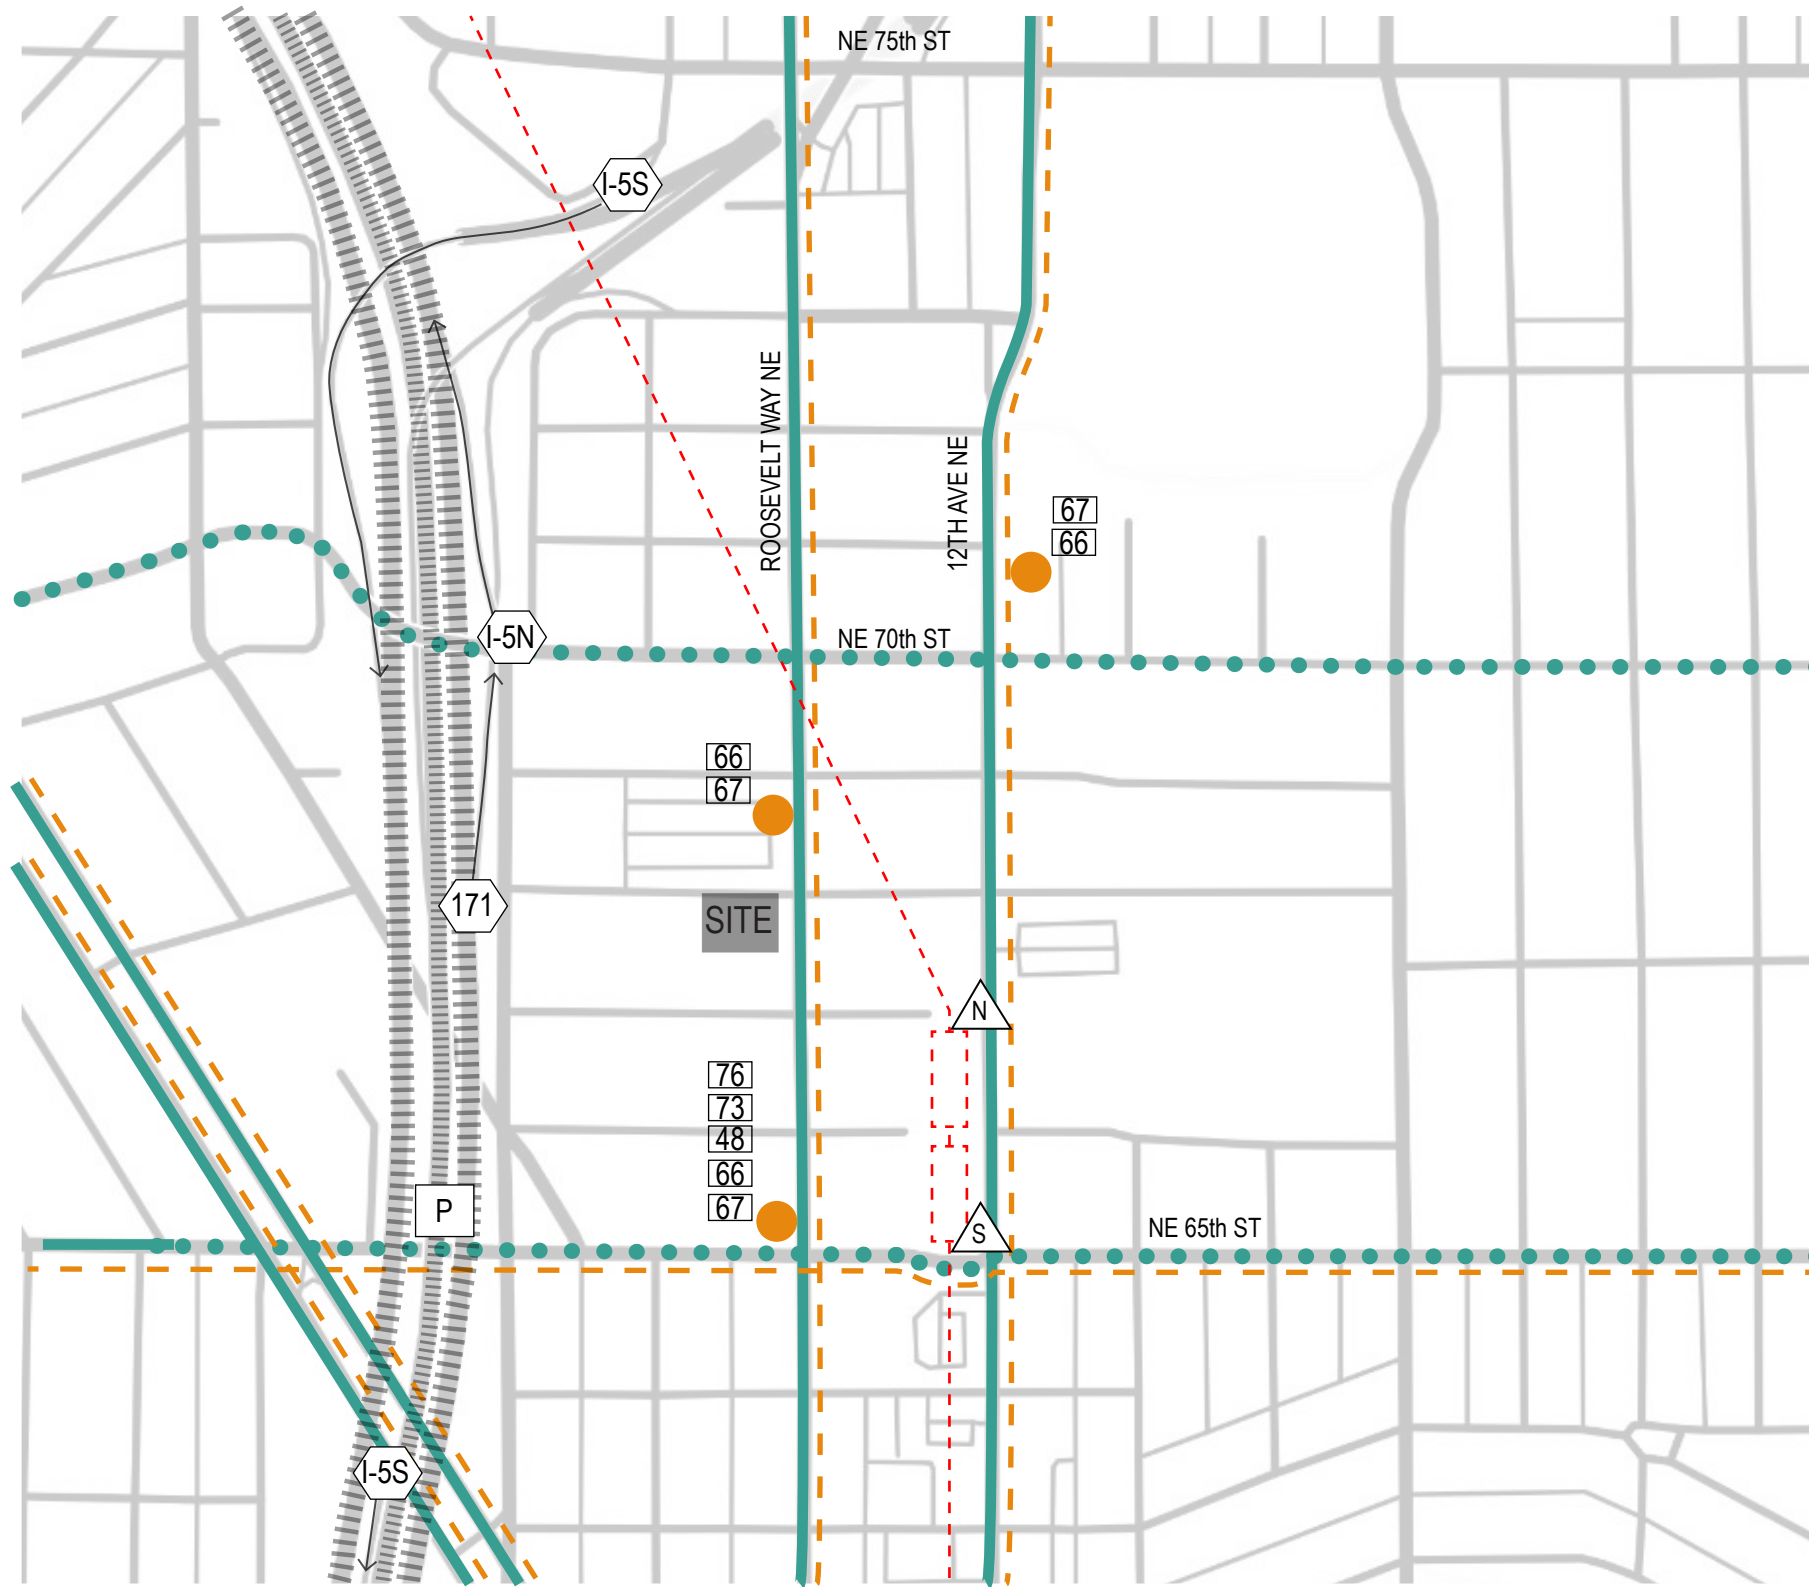 NE 75th ST
I-5S
ROOSEVELT WAY NE
12TH AVE NE
67
66
I-5N
NE 70th ST
66
67
171
SITE
N
76
73
48
66
67
P
S
NE 65th ST
I-5S